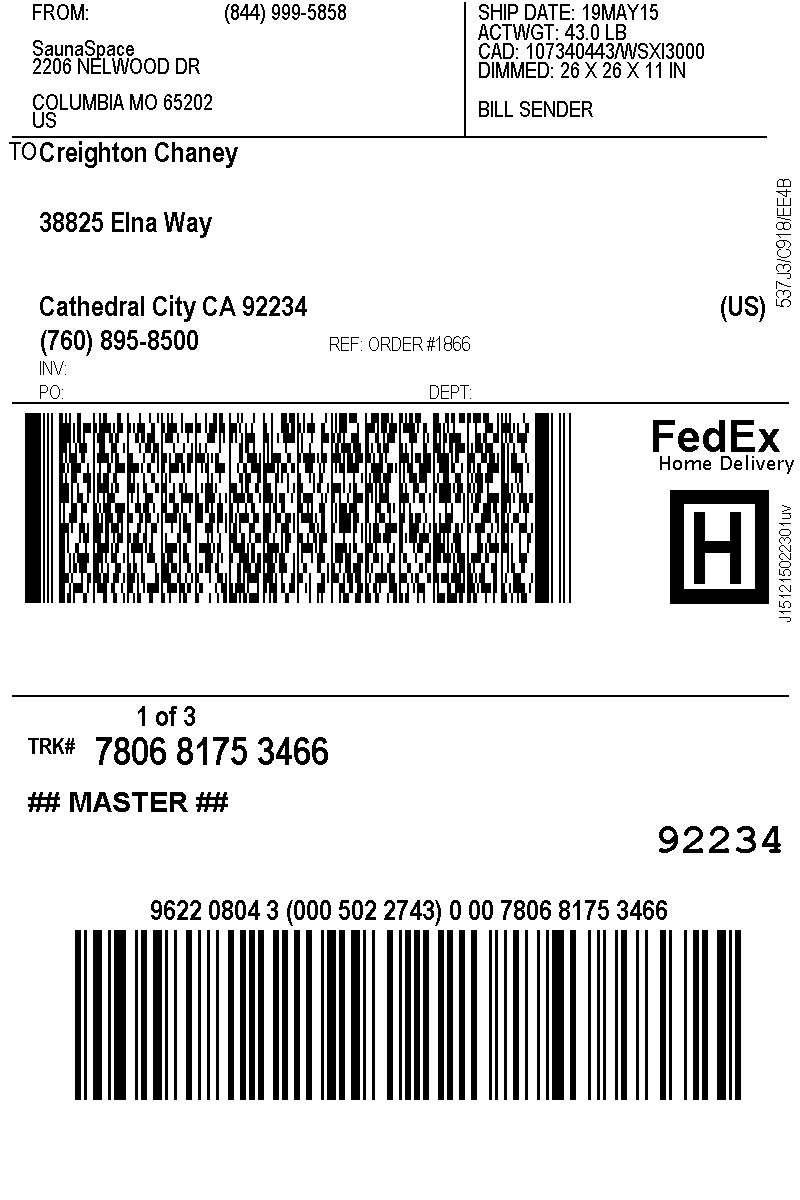 FROM: (844) 999-5858
SaunaSpace
2206 NELWOOD DR
COLUMBIA MO 65202
US
SHIP DATE: 19MAY15
ACTWGT: 43.0 LB
CAD: 107340443/WSXI3000
DIMMED: 26 X 26 X 11 IN
BILL SENDER
TO Creighton Chaney
38825 Elna Way
Cathedral City CA 92234 (US)
(760) 895-8500 REF: ORDER #1866
INV:
PO: DEPT:
537J3/C918/EE4B
FedEx
Home Delivery
H
J151215022301uv
1 of 3
TRK# 7806 8175 3466
## MASTER ##
92234
9622 0804 3 (000 502 2743) 0 00 7806 8175 3466